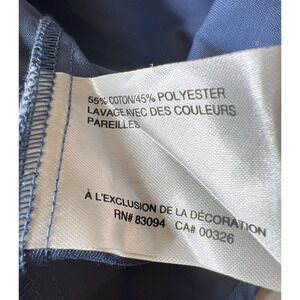 55% COTON/45% POLYESTER
LAVAGE AVEC DES COULEURS
PAREILLES
À L'EXCLUSION DE LA DÉCORATION
RN# 83094 CA# 00326